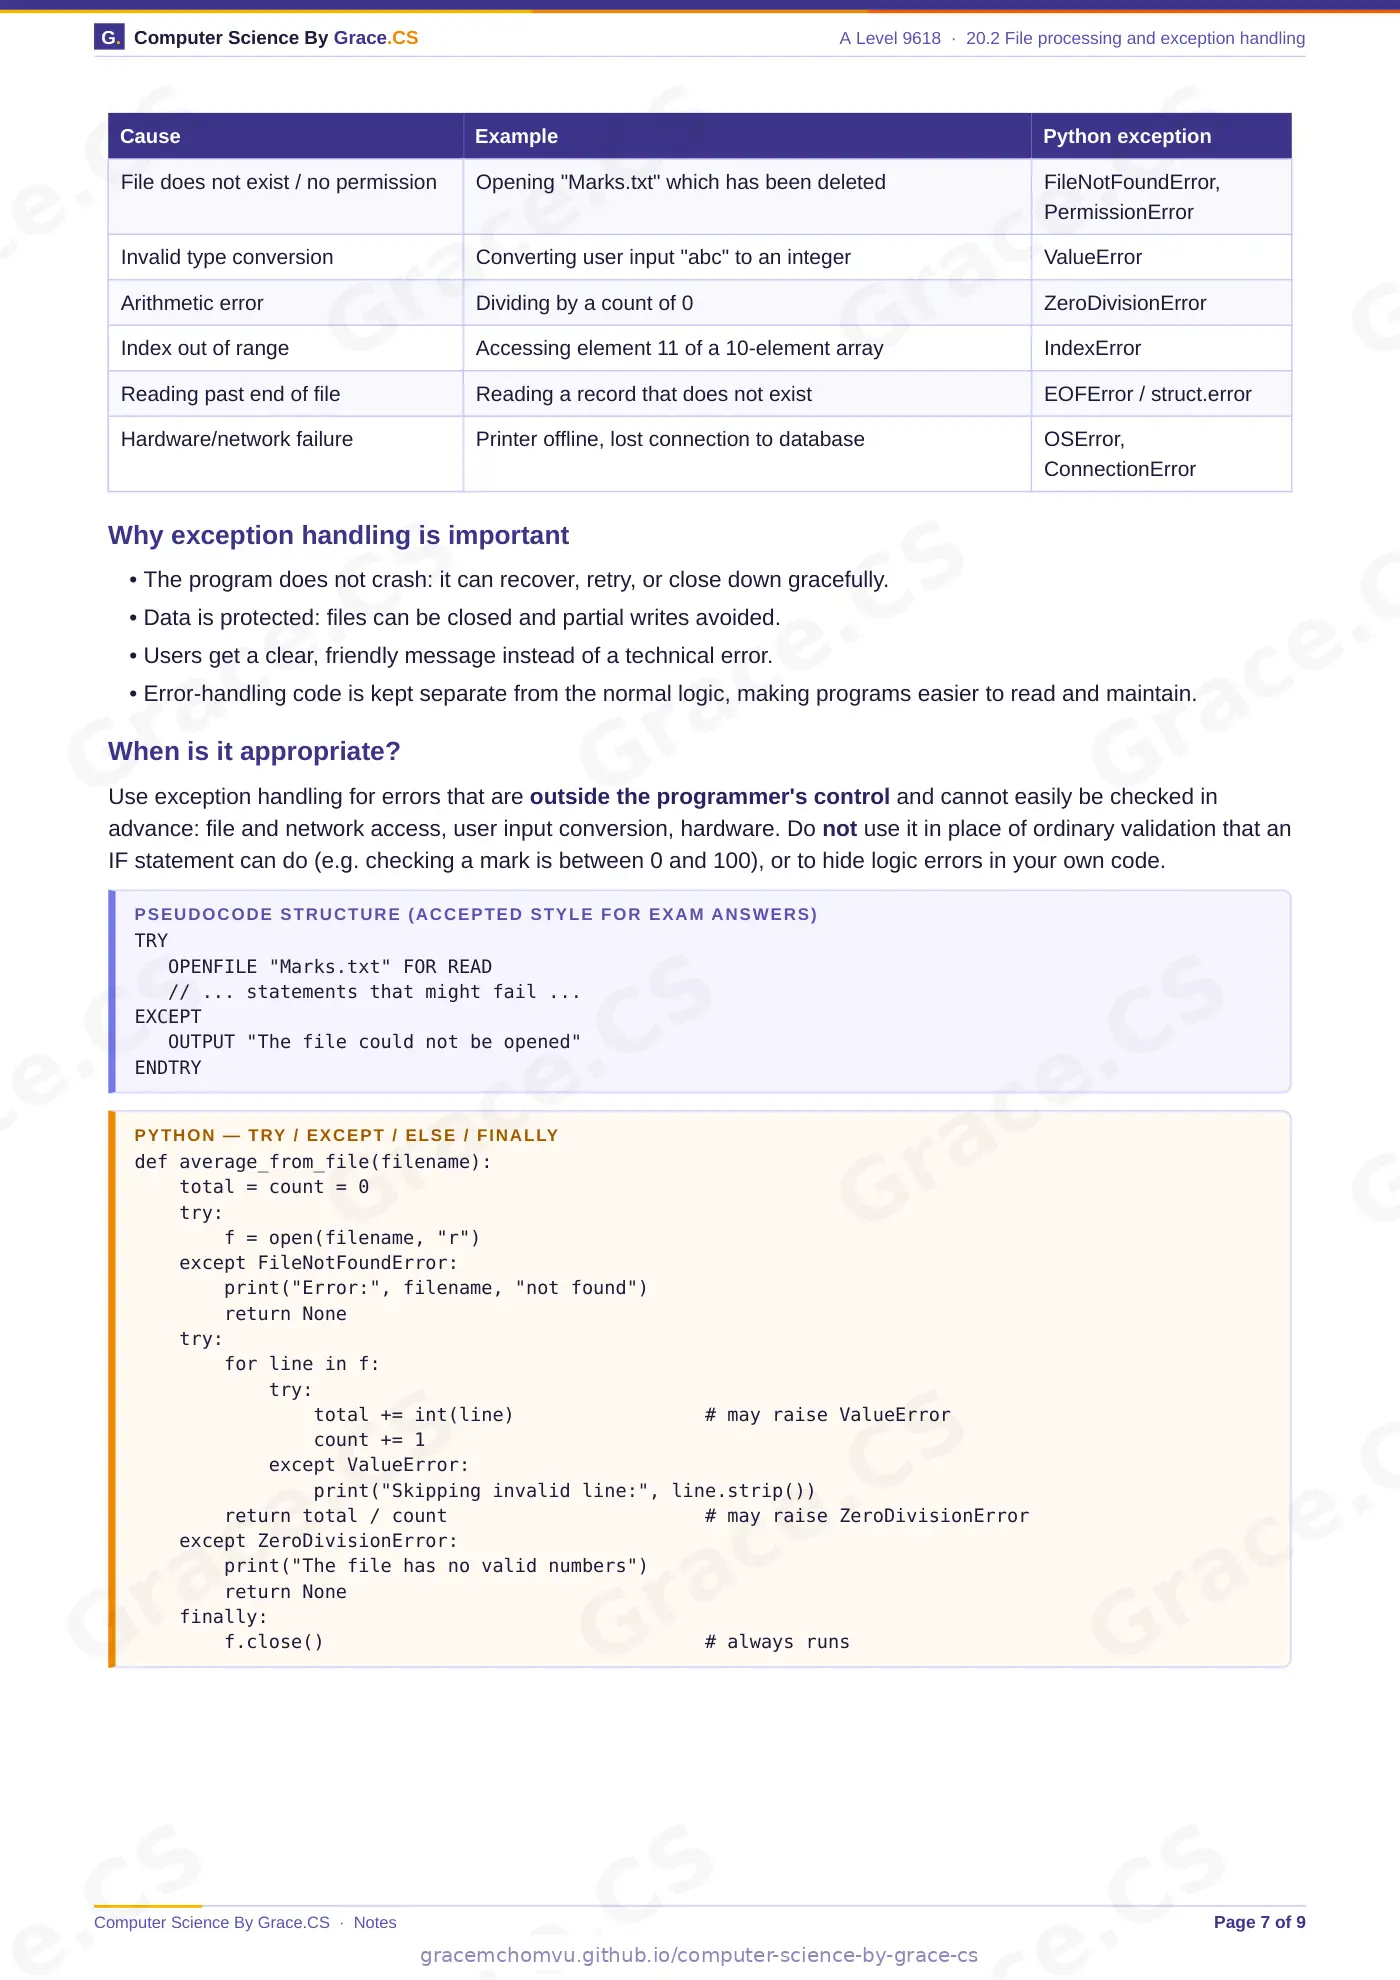 G. Computer Science By Grace.CS
A Level 9618 · 20.2 File processing and exception handling
Cause Example Python exception
File does not exist / no permission Opening "Marks.txt" which has been deleted FileNotFoundError,
PermissionError
Invalid type conversion Converting user input "abc" to an integer ValueError
Arithmetic error Dividing by a count of 0 ZeroDivisionError
Index out of range Accessing element 11 of a 10-element array IndexError
Reading past end of file Reading a record that does not exist EOFError / struct.error
Hardware/network failure Printer offline, lost connection to database OSError,
ConnectionError
Why exception handling is important
• The program does not crash: it can recover, retry, or close down gracefully.
• Data is protected: files can be closed and partial writes avoided.
• Users get a clear, friendly message instead of a technical error.
• Error-handling code is kept separate from the normal logic, making programs easier to read and maintain.
When is it appropriate?
Use exception handling for errors that are outside the programmer's control and cannot easily be checked in
advance: file and network access, user input conversion, hardware. Do not use it in place of ordinary validation that an
IF statement can do (e.g. checking a mark is between 0 and 100), or to hide logic errors in your own code.
PSEUDOCODE STRUCTURE (ACCEPTED STYLE FOR EXAM ANSWERS)
TRY
   OPENFILE "Marks.txt" FOR READ
   // ... statements that might fail ...
EXCEPT
   OUTPUT "The file could not be opened"
ENDTRY
PYTHON — TRY / EXCEPT / ELSE / FINALLY
def average_from_file(filename):
    total = count = 0
    try:
        f = open(filename, "r")
    except FileNotFoundError:
        print("Error:", filename, "not found")
        return None
    try:
        for line in f:
            try:
                total += int(line)                 # may raise ValueError
                count += 1
            except ValueError:
                print("Skipping invalid line:", line.strip())
        return total / count                       # may raise ZeroDivisionError
    except ZeroDivisionError:
        print("The file has no valid numbers")
        return None
    finally:
        f.close()                                  # always runs
Computer Science By Grace.CS · Notes
Page 7 of 9
gracemchomvu.github.io/computer-science-by-grace-cs